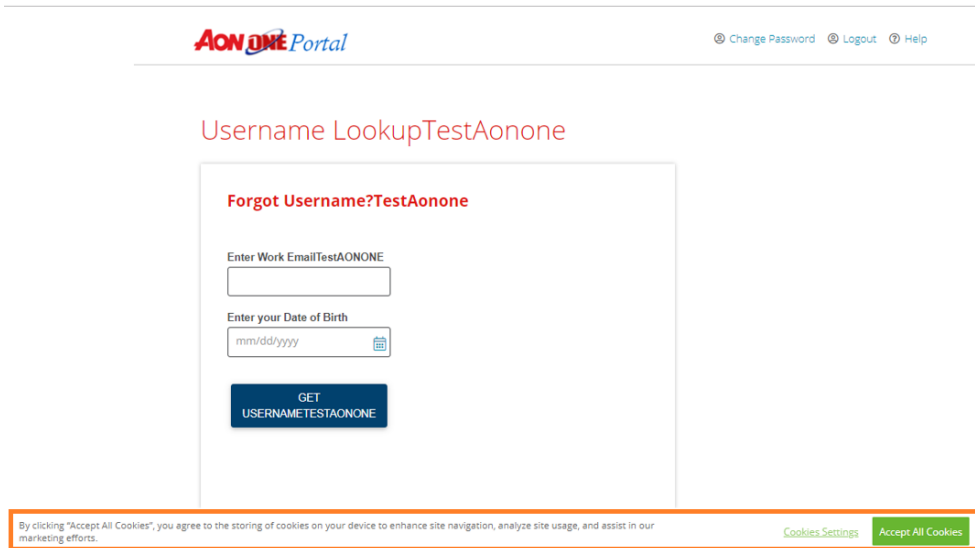 AON ONE Portal
Change Password Logout Help
Username LookupTestAonone
Forgot Username?TestAonone
Enter Work EmailTestAONONE
Enter your Date of Birth
mm/dd/yyyy
GET
USERNAMETESTAONONE
By clicking "Accept All Cookies", you agree to the storing of cookies on your device to enhance site navigation, analyze site usage, and assist in our
marketing efforts.
Cookies Settings
Accept All Cookies